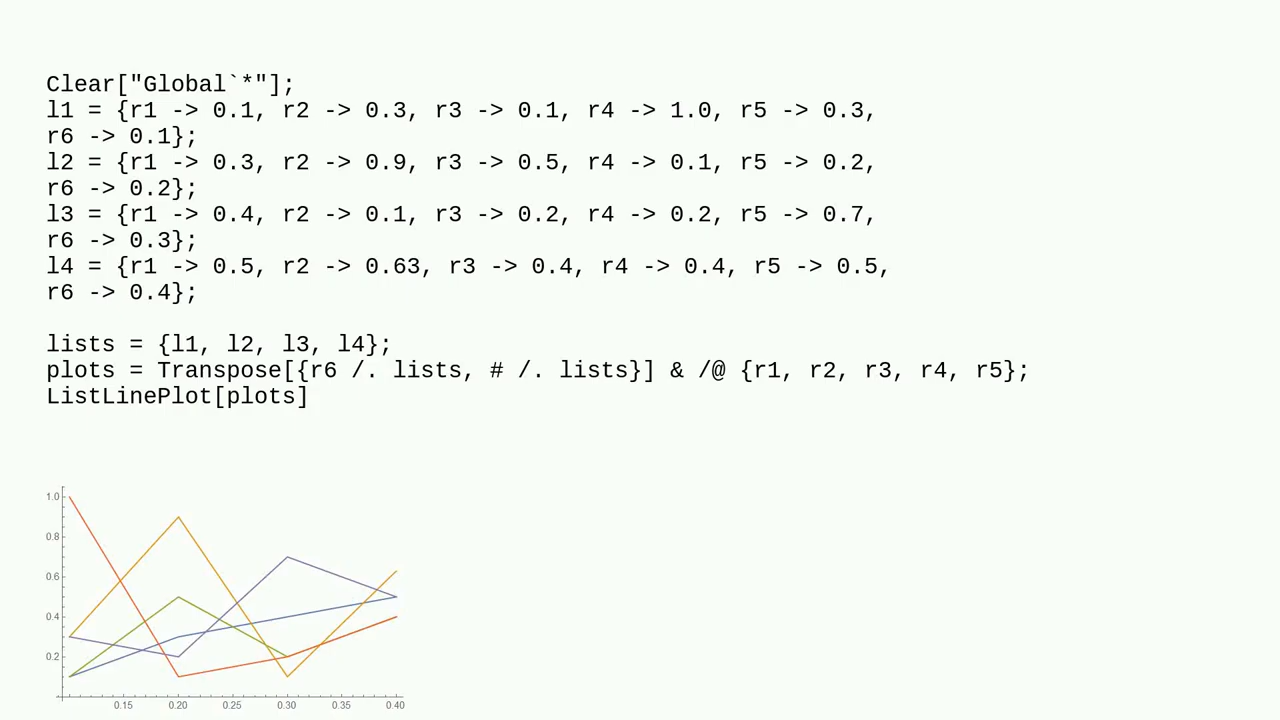 Clear["Global`*"];
l1 = {r1 -> 0.1, r2 -> 0.3, r3 -> 0.1, r4 -> 1.0, r5 -> 0.3,
r6 -> 0.1};
l2 = {r1 -> 0.3, r2 -> 0.9, r3 -> 0.5, r4 -> 0.1, r5 -> 0.2,
r6 -> 0.2};
l3 = {r1 -> 0.4, r2 -> 0.1, r3 -> 0.2, r4 -> 0.2, r5 -> 0.7,
r6 -> 0.3};
l4 = {r1 -> 0.5, r2 -> 0.63, r3 -> 0.4, r4 -> 0.4, r5 -> 0.5,
r6 -> 0.4};
lists = {l1, l2, l3, l4};
plots = Transpose[{r6 /. lists, # /. lists}] & /@ {r1, r2, r3, r4, r5};
ListLinePlot[plots]
1.0
0.8
0.6
0.4
0.2
0.15 0.20 0.25 0.30 0.35 0.40